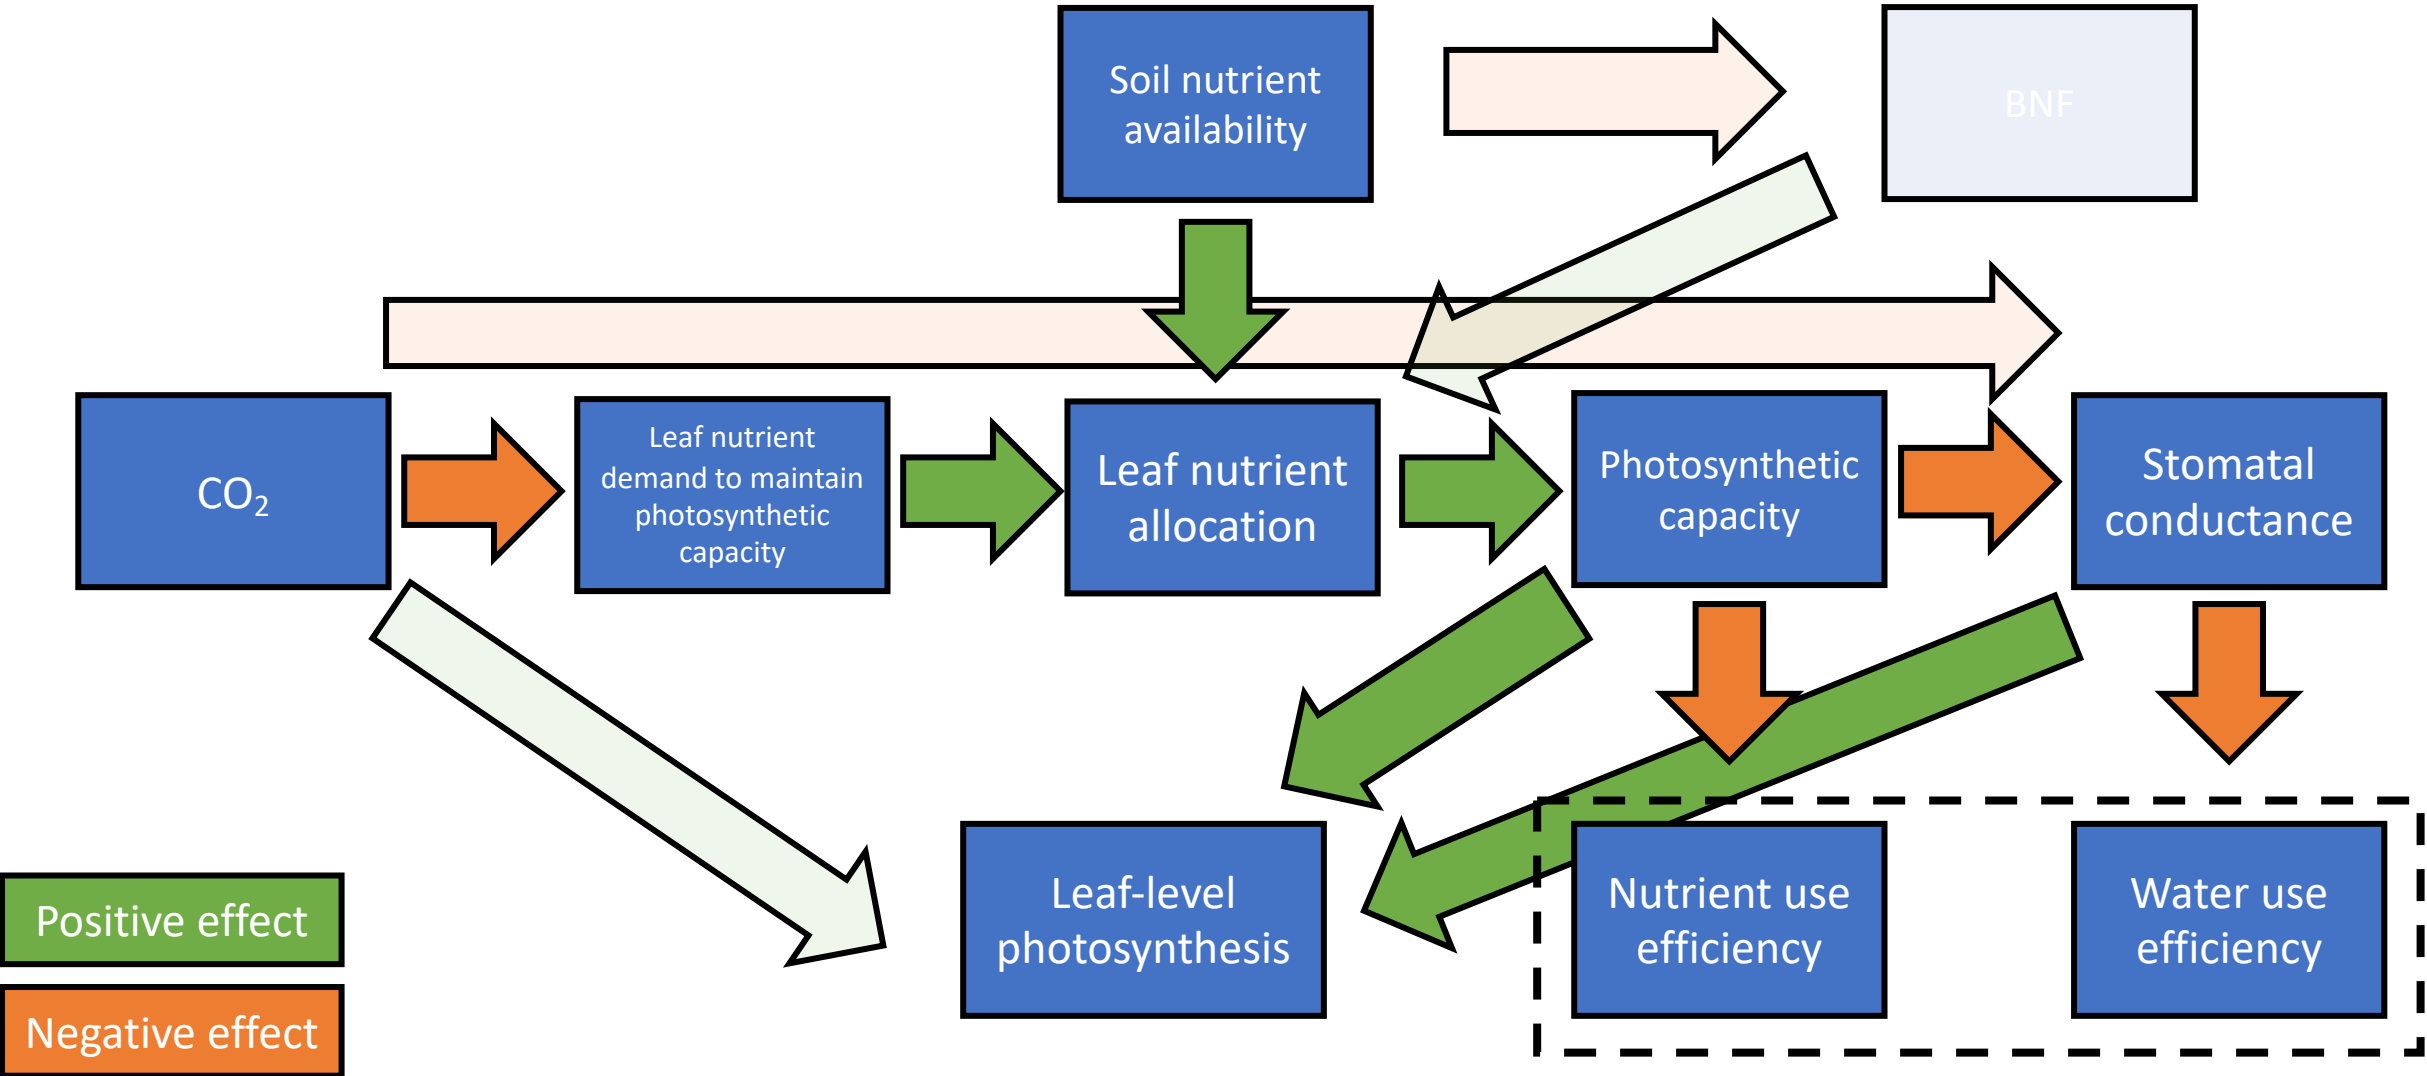 Soil nutrient
availability
BNF
CO₂
Leaf nutrient
demand to maintain
photosynthetic
capacity
Leaf nutrient
allocation
Photosynthetic
capacity
Stomatal
conductance
Leaf-level
photosynthesis
Nutrient use
efficiency
Water use
efficiency
Positive effect
Negative effect